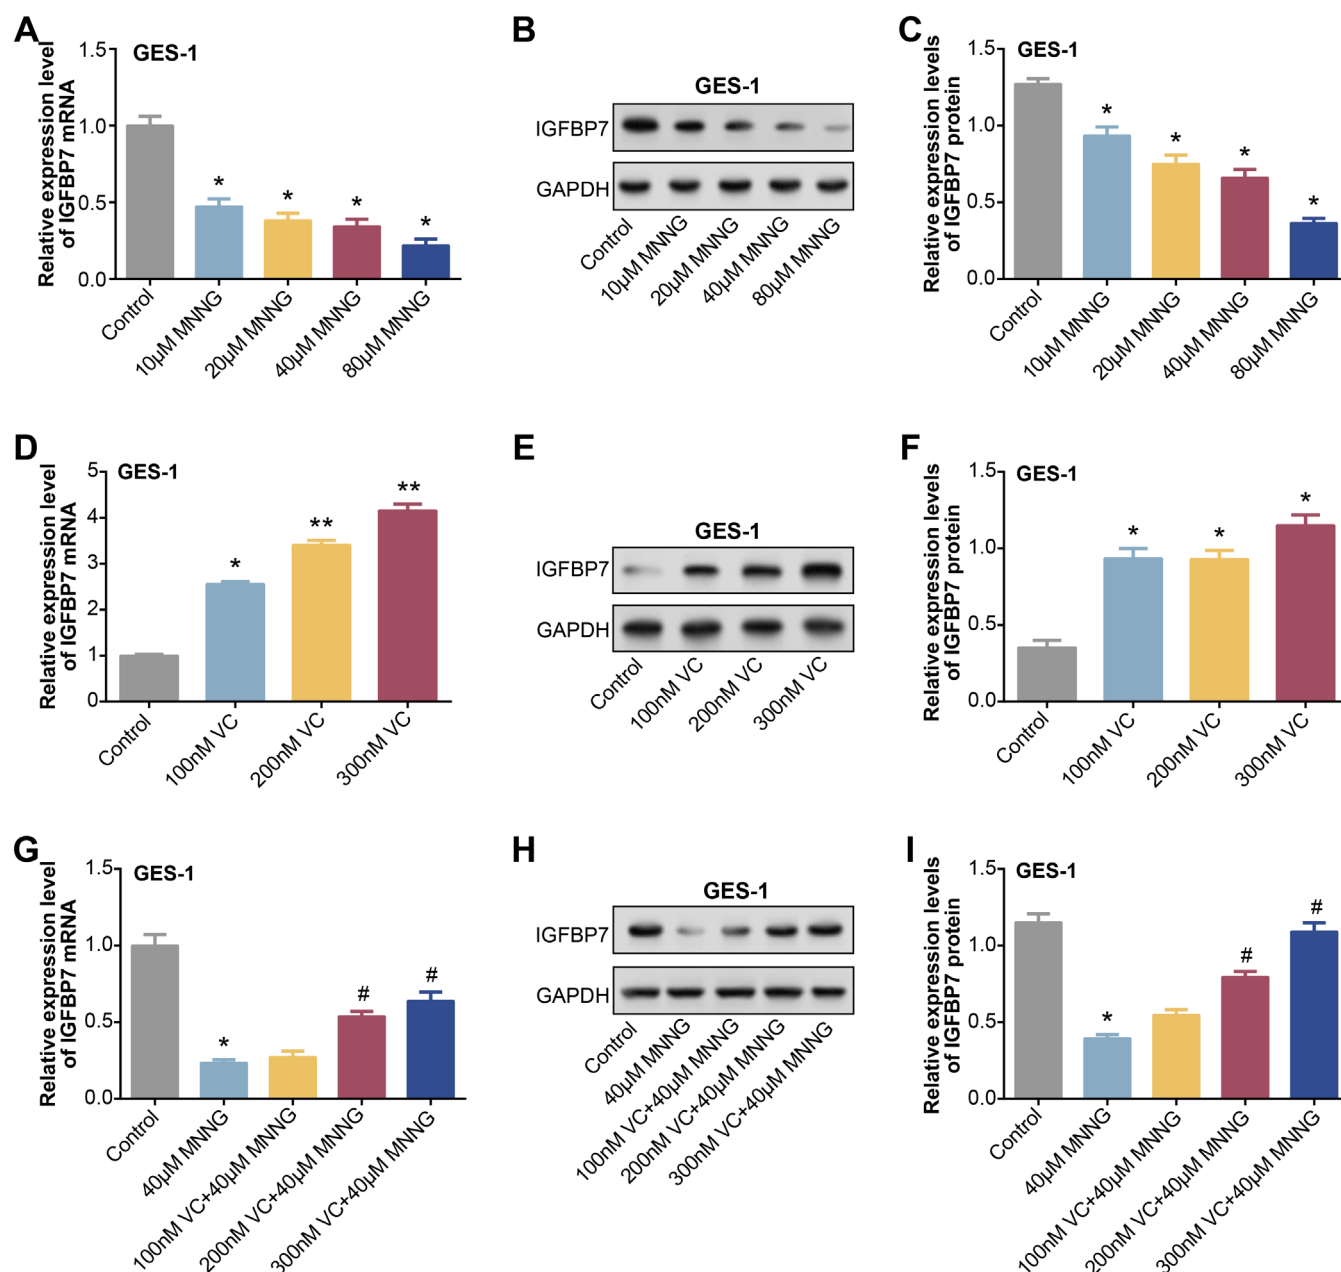 A
Relative expression level
of IGFBP7 mRNA
GES-1
1.5
1.0
0.5
0.0
*
*
*
*
Control
10μM MNNG
20μM MNNG
40μM MNNG
80μM MNNG
B
GES-1
IGFBP7
GAPDH
Control
10μM MNNG
20μM MNNG
40μM MNNG
80μM MNNG
C
Relative expression levels
of IGFBP7 protein
GES-1
1.5
1.0
0.5
0.0
*
*
*
*
Control
10μM MNNG
20μM MNNG
40μM MNNG
80μM MNNG
D
Relative expression level
of IGFBP7 mRNA
GES-1
5
4
3
2
1
0
*
**
**
Control
100nM VC
200nM VC
300nM VC
E
GES-1
IGFBP7
GAPDH
Control
100nM VC
200nM VC
300nM VC
F
Relative expression levels
of IGFBP7 protein
GES-1
1.5
1.0
0.5
0.0
*
*
*
Control
100nM VC
200nM VC
300nM VC
G
Relative expression level
of IGFBP7 mRNA
GES-1
1.5
1.0
0.5
0.0
*
#
#
Control
40μM MNNG
100nM VC+40μM MNNG
200nM VC+40μM MNNG
300nM VC+40μM MNNG
H
GES-1
IGFBP7
GAPDH
Control
40μM MNNG
100nM VC+40μM MNNG
200nM VC+40μM MNNG
300nM VC+40μM MNNG
I
Relative expression levels
of IGFBP7 protein
GES-1
1.5
1.0
0.5
0.0
*
#
#
Control
40μM MNNG
100nM VC+40μM MNNG
200nM VC+40μM MNNG
300nM VC+40μM MNNG